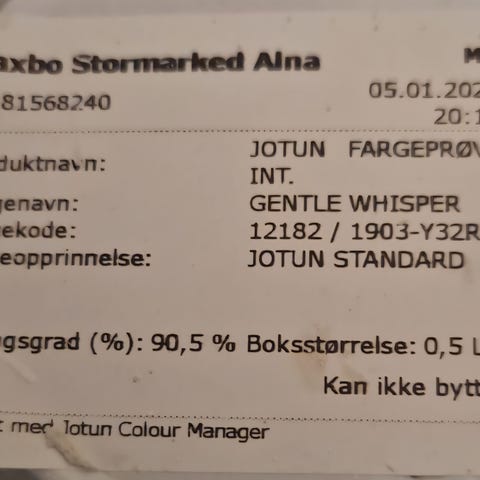 axbo Stormarked Alna M
81568240 05.01.202
20:1
duktnavn: JOTUN FARGEPRØV
INT.
genavn: GENTLE WHISPER
ekode: 12182 / 1903-Y32R
eopprinnelse: JOTUN STANDARD
gsgrad (%): 90,5 % Boksstørrelse: 0,5 L
Kan ikke bytt
t med Jotun Colour Manager